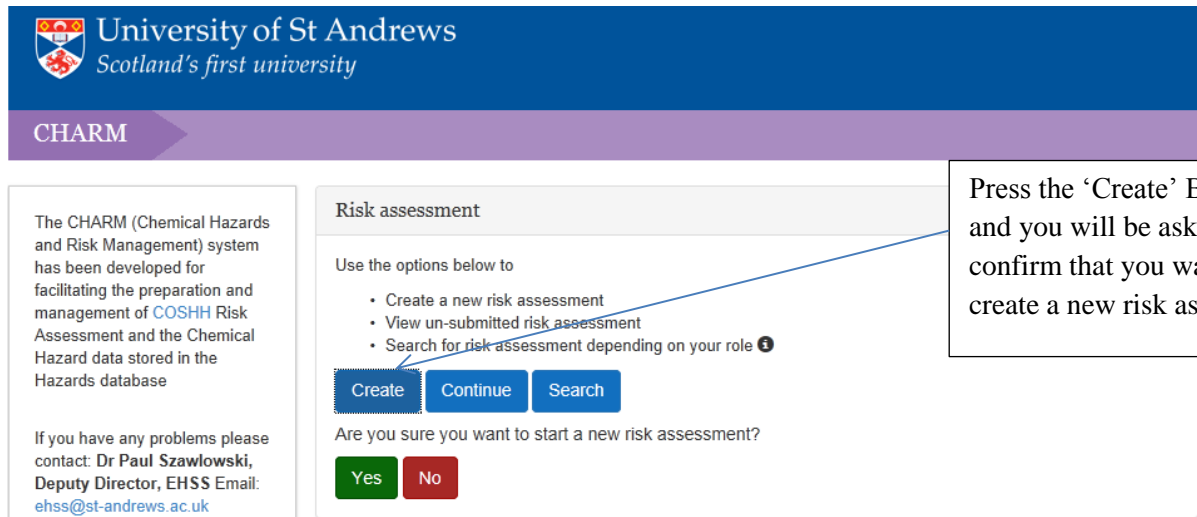 University of St Andrews
Scotland's first university
CHARM
The CHARM (Chemical Hazards
and Risk Management) system
has been developed for
facilitating the preparation and
management of COSHH Risk
Assessment and the Chemical
Hazard data stored in the
Hazards database
If you have any problems please
contact: Dr Paul Szawlowski,
Deputy Director, EHSS Email:
ehss@st-andrews.ac.uk
Risk assessment
Use the options below to
• Create a new risk assessment
• View un-submitted risk assessment
• Search for risk assessment depending on your role
Create Continue Search
Are you sure you want to start a new risk assessment?
Yes No
Press the ‘Create’
and you will be
confirm that you
create a new risk